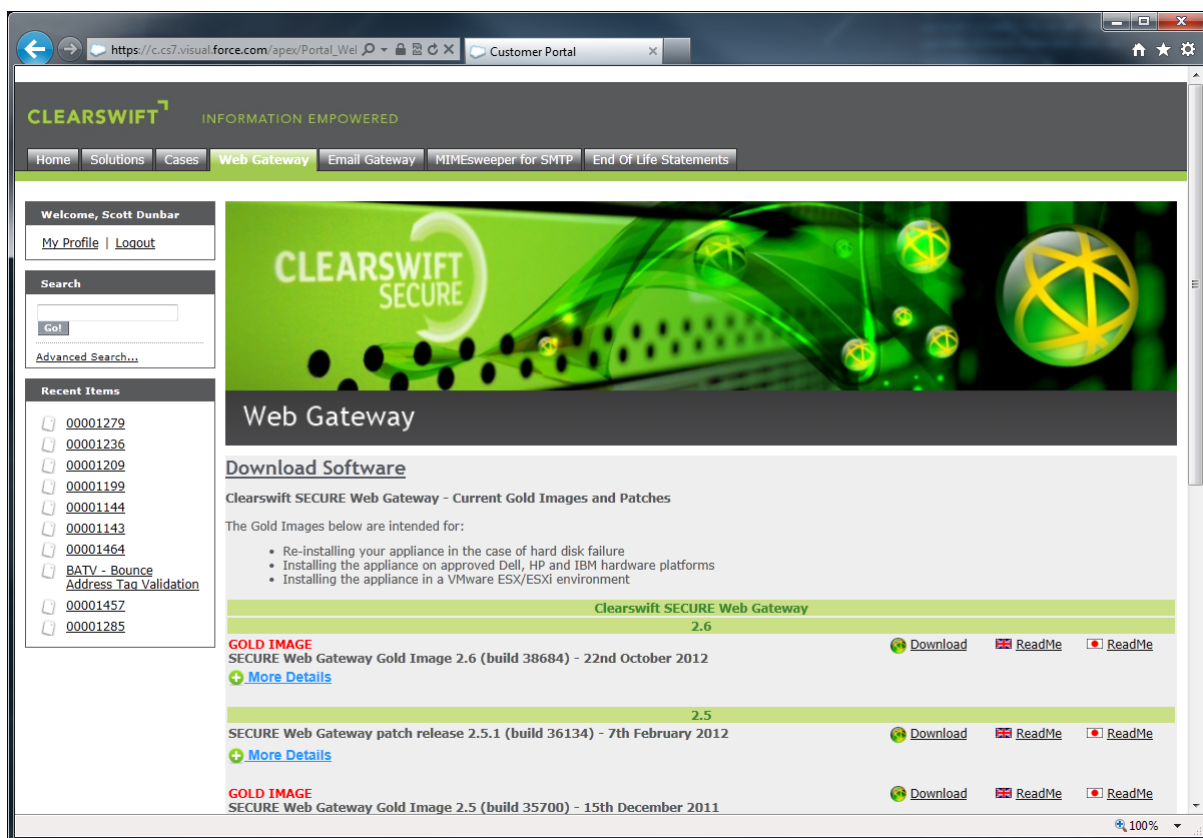 https://c.cs7.visual.force.com/apex/Portal_Wel
Customer Portal
CLEARSWIFT
INFORMATION EMPOWERED
Home
Solutions
Cases
Web Gateway
Email Gateway
MIMEsweeper for SMTP
End Of Life Statements
Welcome, Scott Dunbar
My Profile | Logout
Search
Go!
Advanced Search...
Recent Items
00001279
00001236
00001209
00001199
00001144
00001143
00001464
BATV - Bounce
Address Tag Validation
00001457
00001285
CLEARSWIFT
SECURE
Web Gateway
Download Software
Clearswift SECURE Web Gateway - Current Gold Images and Patches
The Gold Images below are intended for:
Re-installing your appliance in the case of hard disk failure
Installing the appliance on approved Dell, HP and IBM hardware platforms
Installing the appliance in a VMware ESX/ESXi environment
Clearswift SECURE Web Gateway
2.6
GOLD IMAGE
SECURE Web Gateway Gold Image 2.6 (build 38684) - 22nd October 2012
Download ReadMe ReadMe
More Details
2.5
SECURE Web Gateway patch release 2.5.1 (build 36134) - 7th February 2012
Download ReadMe ReadMe
More Details
GOLD IMAGE
SECURE Web Gateway Gold Image 2.5 (build 35700) - 15th December 2011
Download ReadMe ReadMe
100%